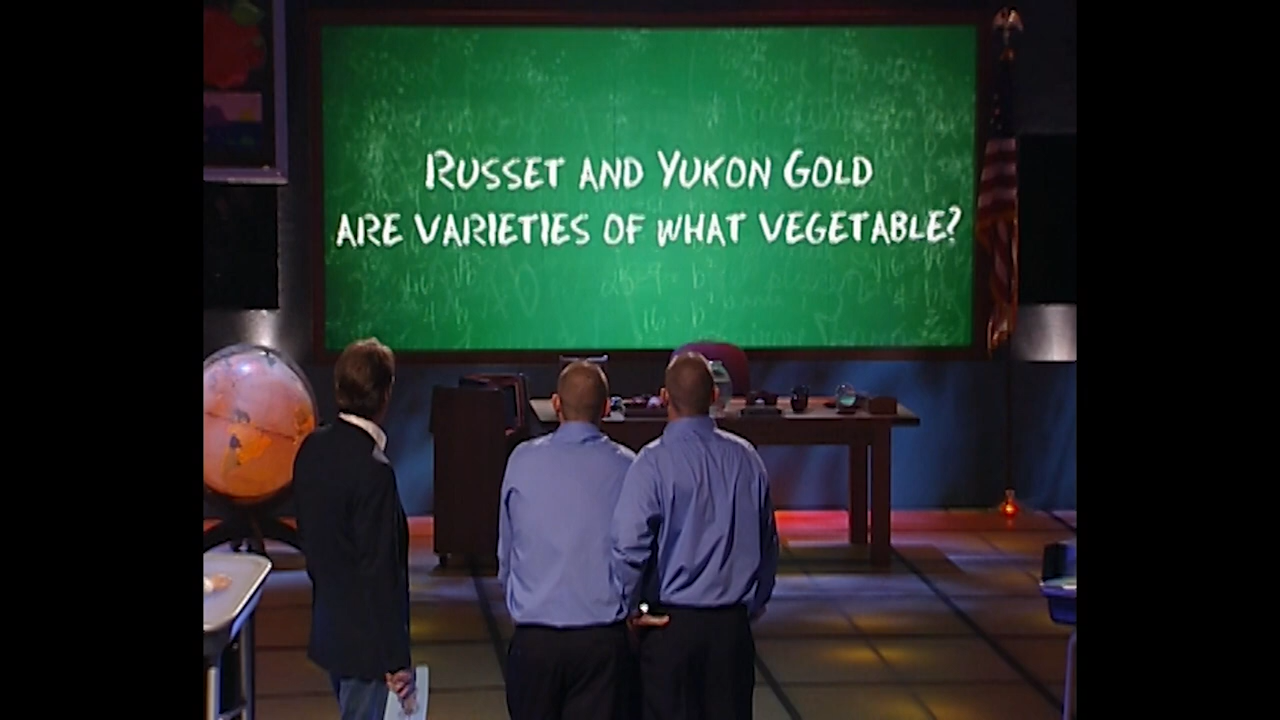 RUSSET AND YUKON GOLD
ARE VARIETIES OF WHAT VEGETABLE?